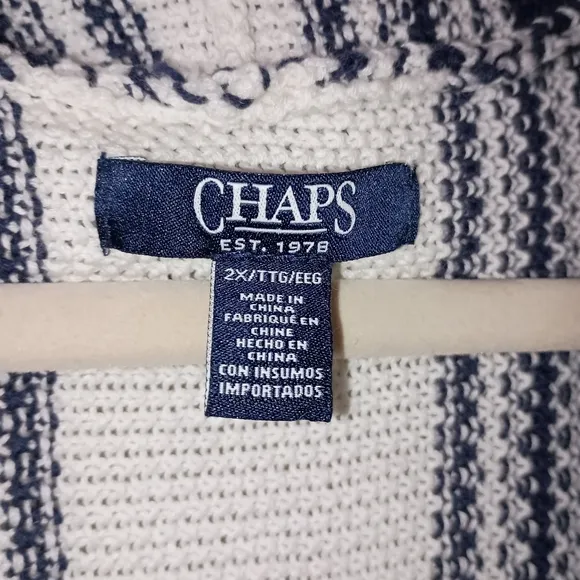 CHAPS
EST. 1978
2X/TTG/EEG
MADE IN
CHINA
FABRIQUÉ EN
CHINE
HECHO EN
CHINA
CON INSUMOS
IMPORTADOS